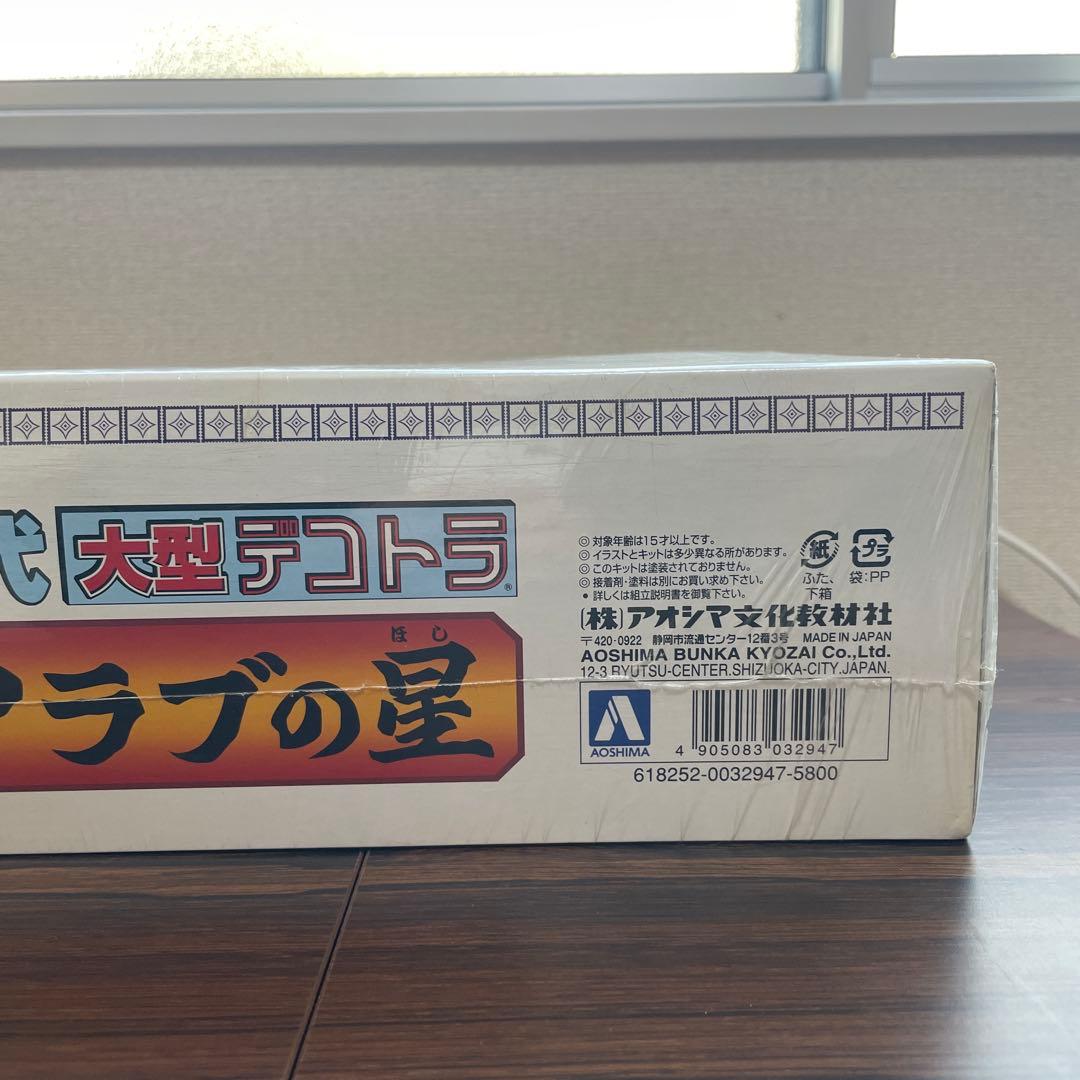 代 大型デコトラ®
ほし
アラブの星
◎対象年齢は15才以上です。
◎イラストとキットは多少異なる所があります。
◎このキットは塗装されておりません。
◎接着剤・塗料は別にお買い求め下さい。
• 詳しくは組立説明書を御覧下さい。
紙
ふた、
下箱
プラ
袋:PP
(株)アオシマ文化教材社
〒420-0922 静岡市流通センター12番3号 MADE IN JAPAN
AOSHIMA BUNKA KYOZAI Co.,Ltd.
12-3 RYUTSU-CENTER.SHIZUOKA-CITY.JAPAN.
AOSHIMA
4 905083 032947
618252-0032947-5800